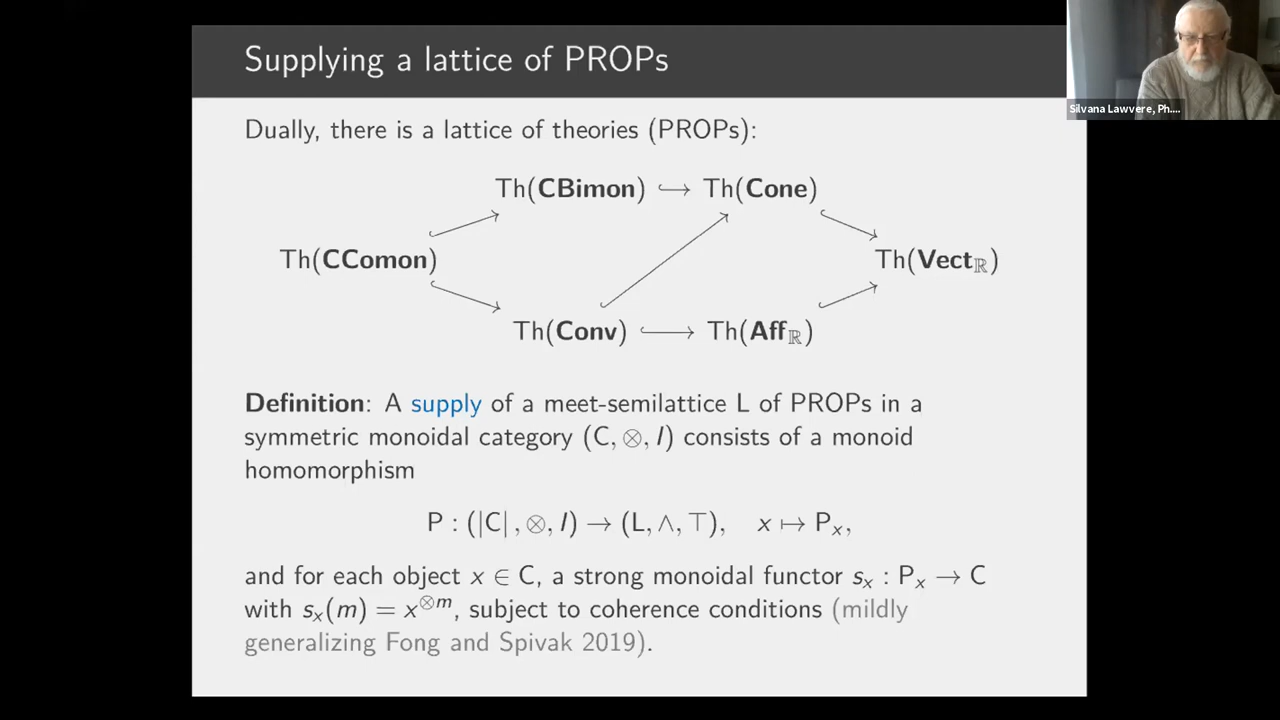 Supplying a lattice of PROPs
Silvana Lawvere, Ph....
Dually, there is a lattice of theories (PROPs):
Th(CBimon) ↪ Th(Cone)
Th(CComon) Th(Vect_ℝ)
Th(Conv) ↪ Th(Aff_ℝ)
Definition: A supply of a meet-semilattice L of PROPs in a
symmetric monoidal category (C, ⊗, I) consists of a monoid
homomorphism
P : (|C|, ⊗, I) → (L, ∧, ⊤), x ↦ P_x,
and for each object x ∈ C, a strong monoidal functor s_x : P_x → C
with s_x(m) = x^{⊗m}, subject to coherence conditions (mildly
generalizing Fong and Spivak 2019).